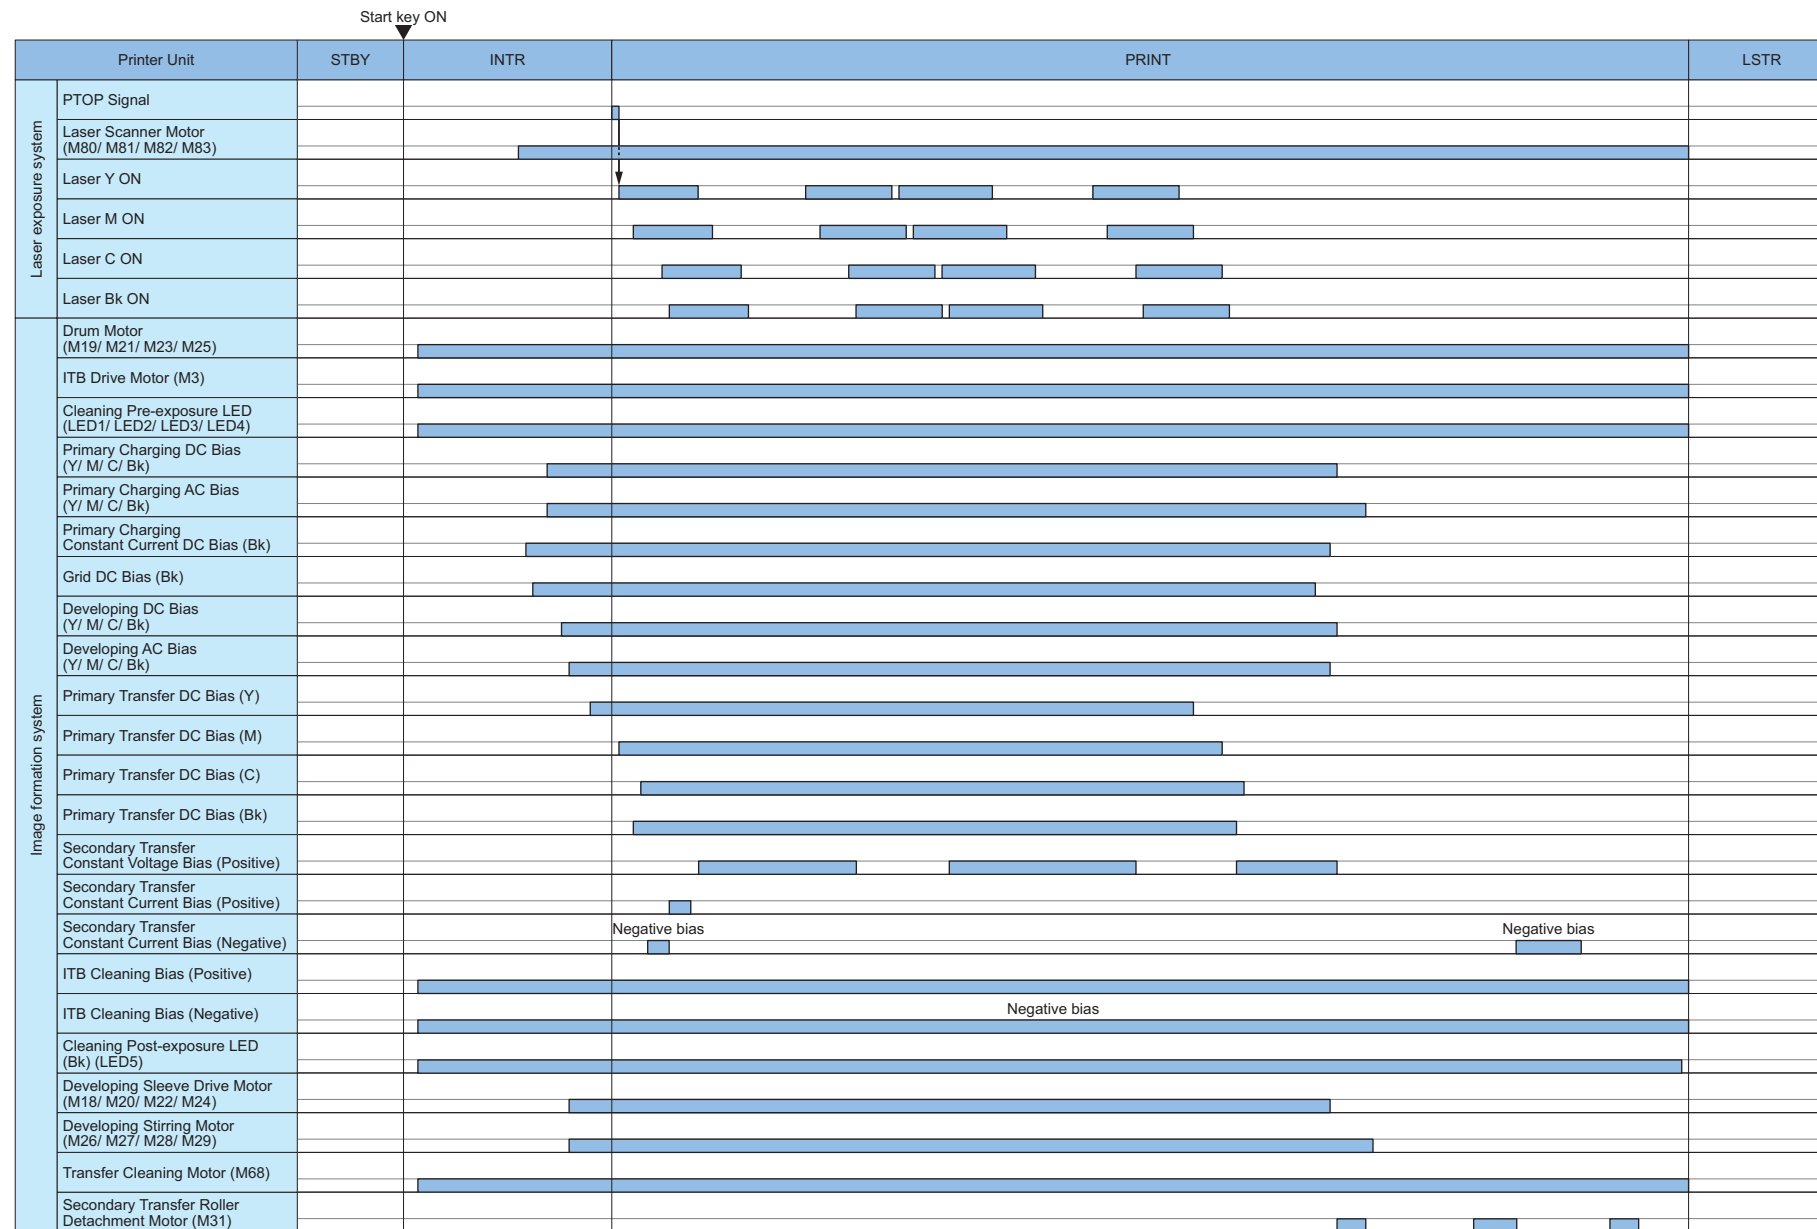 Start key ON
Printer Unit STBY INTR PRINT LSTR
Laser exposure system
PTOP Signal
Laser Scanner Motor
(M80/ M81/ M82/ M83)
Laser Y ON
Laser M ON
Laser C ON
Laser Bk ON
Image formation system
Drum Motor
(M19/ M21/ M23/ M25)
ITB Drive Motor (M3)
Cleaning Pre-exposure LED
(LED1/ LED2/ LED3/ LED4)
Primary Charging DC Bias
(Y/ M/ C/ Bk)
Primary Charging AC Bias
(Y/ M/ C/ Bk)
Primary Charging
Constant Current DC Bias (Bk)
Grid DC Bias (Bk)
Developing DC Bias
(Y/ M/ C/ Bk)
Developing AC Bias
(Y/ M/ C/ Bk)
Primary Transfer DC Bias (Y)
Primary Transfer DC Bias (M)
Primary Transfer DC Bias (C)
Primary Transfer DC Bias (Bk)
Secondary Transfer
Constant Voltage Bias (Positive)
Secondary Transfer
Constant Current Bias (Positive)
Secondary Transfer
Constant Current Bias (Negative)
Negative bias Negative bias
ITB Cleaning Bias (Positive)
ITB Cleaning Bias (Negative)
Negative bias
Cleaning Post-exposure LED
(Bk) (LED5)
Developing Sleeve Drive Motor
(M18/ M20/ M22/ M24)
Developing Stirring Motor
(M26/ M27/ M28/ M29)
Transfer Cleaning Motor (M68)
Secondary Transfer Roller
Detachment Motor (M31)